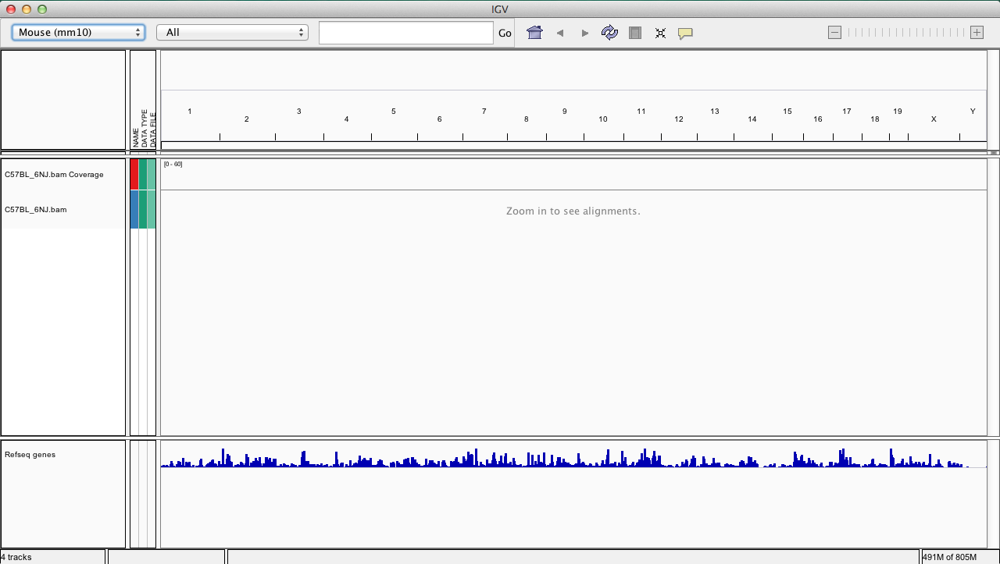 IGV
Mouse (mm10) All Go
NAME
DATA TYPE
DATA FILE
1 2 3 4 5 6 7 8 9 10 11 12 13 14 15 16 17 18 19 X Y
C57BL_6NJ.bam Coverage
[0 - 60]
C57BL_6NJ.bam
Zoom in to see alignments.
Refseq genes
4 tracks
491M of 805M